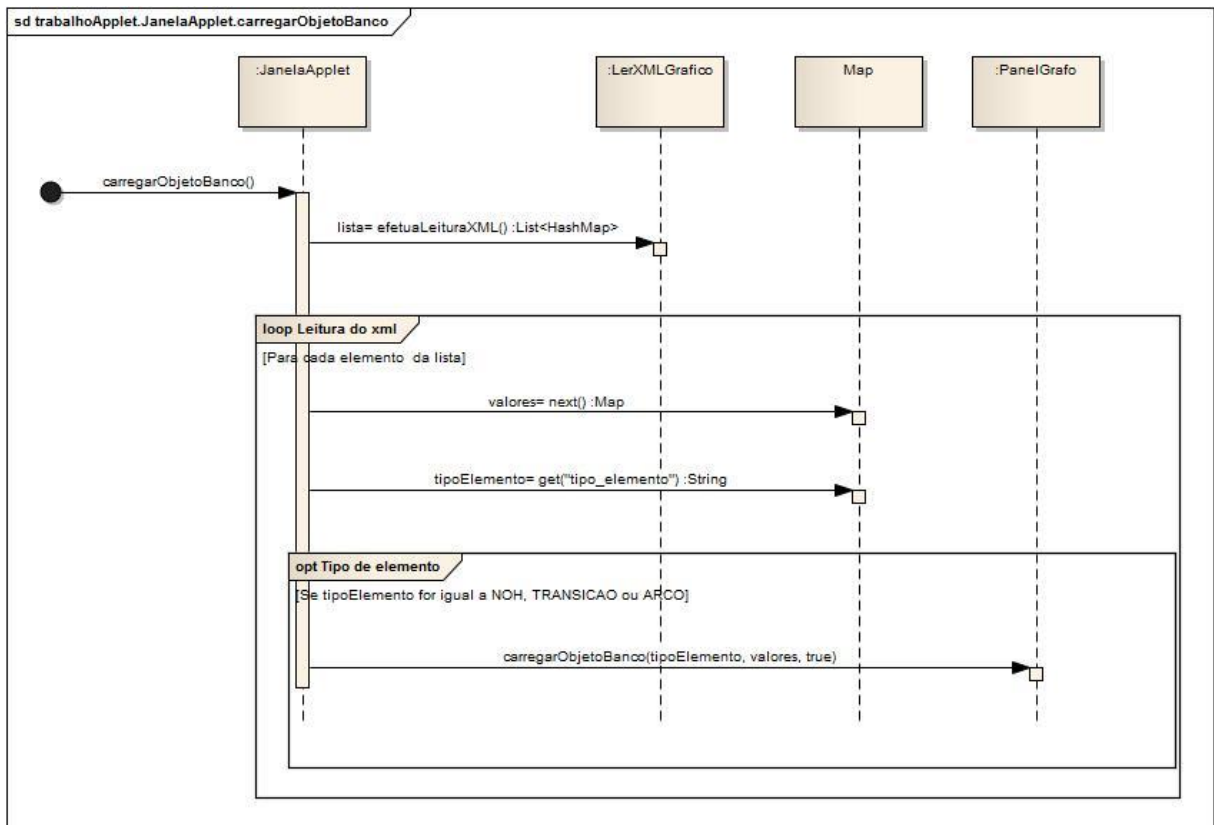 sd trabalhoApplet.JanelaApplet.carregarObjetoBanco
:JanelaApplet
:LerXMLGrafico
Map
:PanelGrafo
carregarObjetoBanco()
lista= efetuaLeituraXML() :List<HashMap>
loop Leitura do xml
[Para cada elemento da lista]
valores= next() :Map
tipoElemento= get("tipo_elemento") :String
opt Tipo de elemento
[Se tipoElemento for igual a NOH, TRANSICAO ou ARCO]
carregarObjetoBanco(tipoElemento, valores, true)